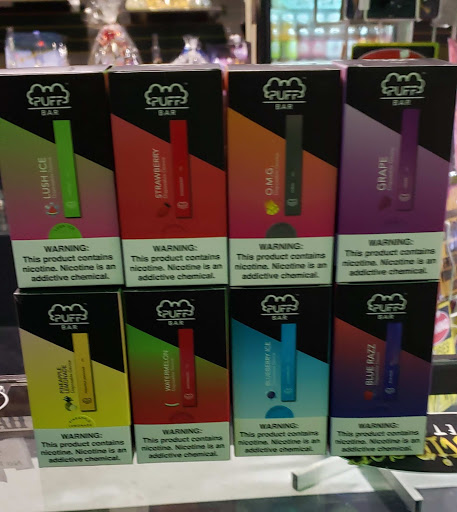 PUFF
BAR
LUSH ICE
WARNING:
This product contains
nicotine. Nicotine is an
addictive chemical.
PUFF
BAR
STRAWBERRY
WARNING:
This product contains
nicotine. Nicotine is an
addictive chemical.
PUFF
BAR
O.M.G
WARNING:
This product contains
nicotine. Nicotine is an
addictive chemical.
PUFF
BAR
GRAPE
WARNING:
This product contains
nicotine. Nicotine is an
addictive chemical.
PUFF
BAR
PINEAPPLE
LEMONADE
WARNING:
This product contains
nicotine. Nicotine is an
addictive chemical.
PUFF
BAR
WATERMELON
WARNING:
This product contains
nicotine. Nicotine is an
addictive chemical.
PUFF
BAR
BLUEBERRY ICE
WARNING:
This product contains
nicotine. Nicotine is an
addictive chemical.
PUFF
BAR
BLUE RAZZ
WARNING:
This product contains
nicotine. Nicotine is an
addictive chemical.